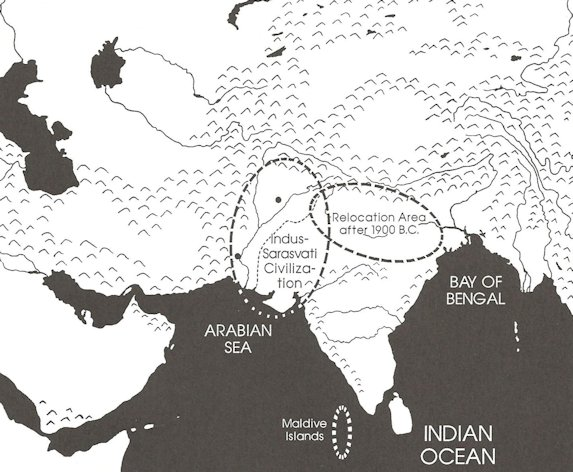 Relocation Area
after 1900 B.C.
Indus-
Sarasvati
Civiliza-
tion
BAY OF
BENGAL
ARABIAN
SEA
Maldive
Islands
INDIAN
OCEAN